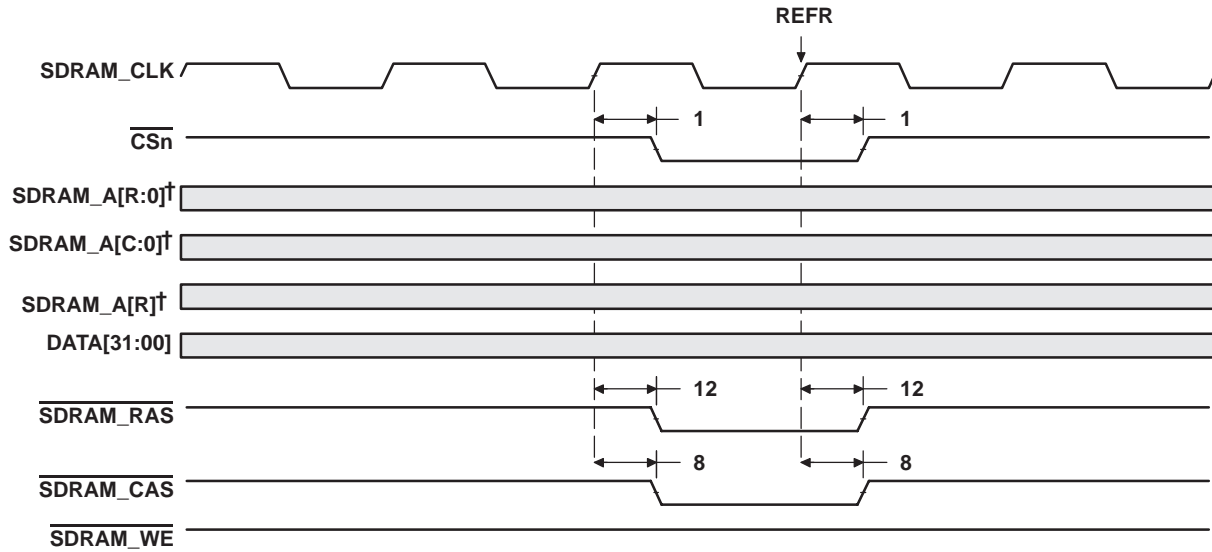 REFR
SDRAM_CLK
1 1
CSn
SDRAM_A[R:0]†
SDRAM_A[C:0]†
SDRAM_A[R]†
DATA[31:00]
12 12
SDRAM_RAS
8 8
SDRAM_CAS
SDRAM_WE